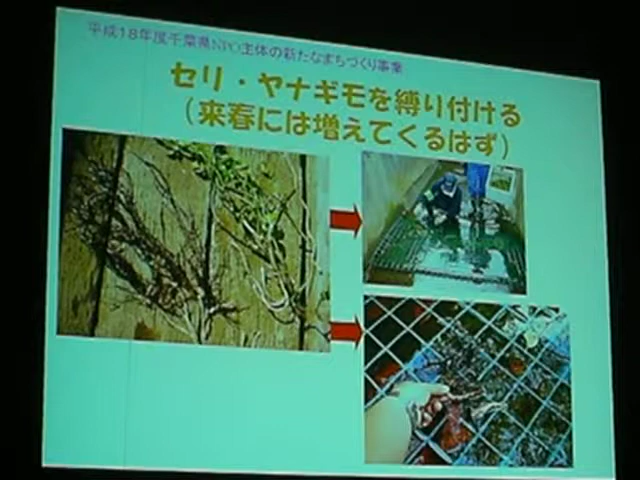 平成18年度千葉県NPO主体の新たなまちづくり事業
セリ・ヤナギモを縛り付ける
（来春には増えてくるはず）